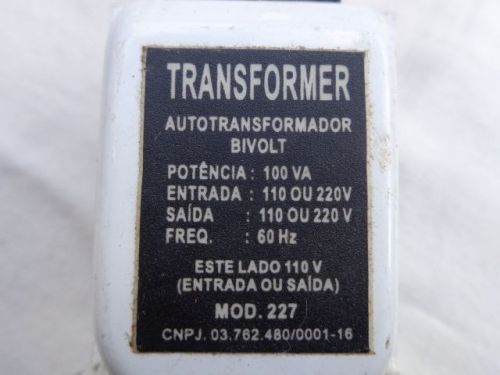 TRANSFORMER
AUTOTRANSFORMADOR
BIVOLT
POTÊNCIA : 100 VA
ENTRADA : 110 OU 220V
SAÍDA : 110 OU 220 V
FREQ. : 60 Hz
ESTE LADO 110 V
(ENTRADA OU SAÍDA)
MOD. 227
CNPJ. 03.762.480/0001-16